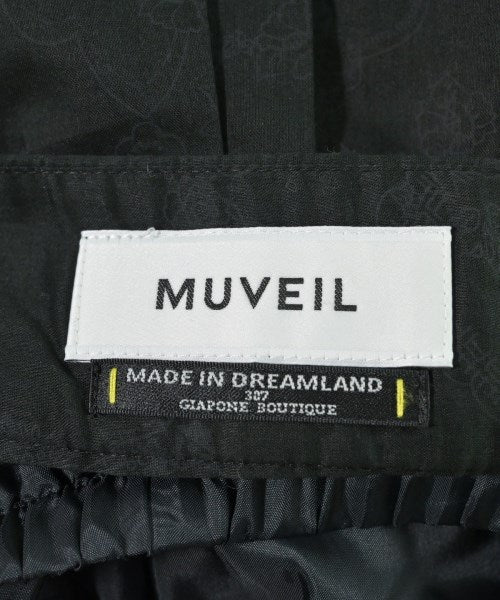 MUVEIL
MADE IN DREAMLAND
307
GIAPONE BOUTIQUE